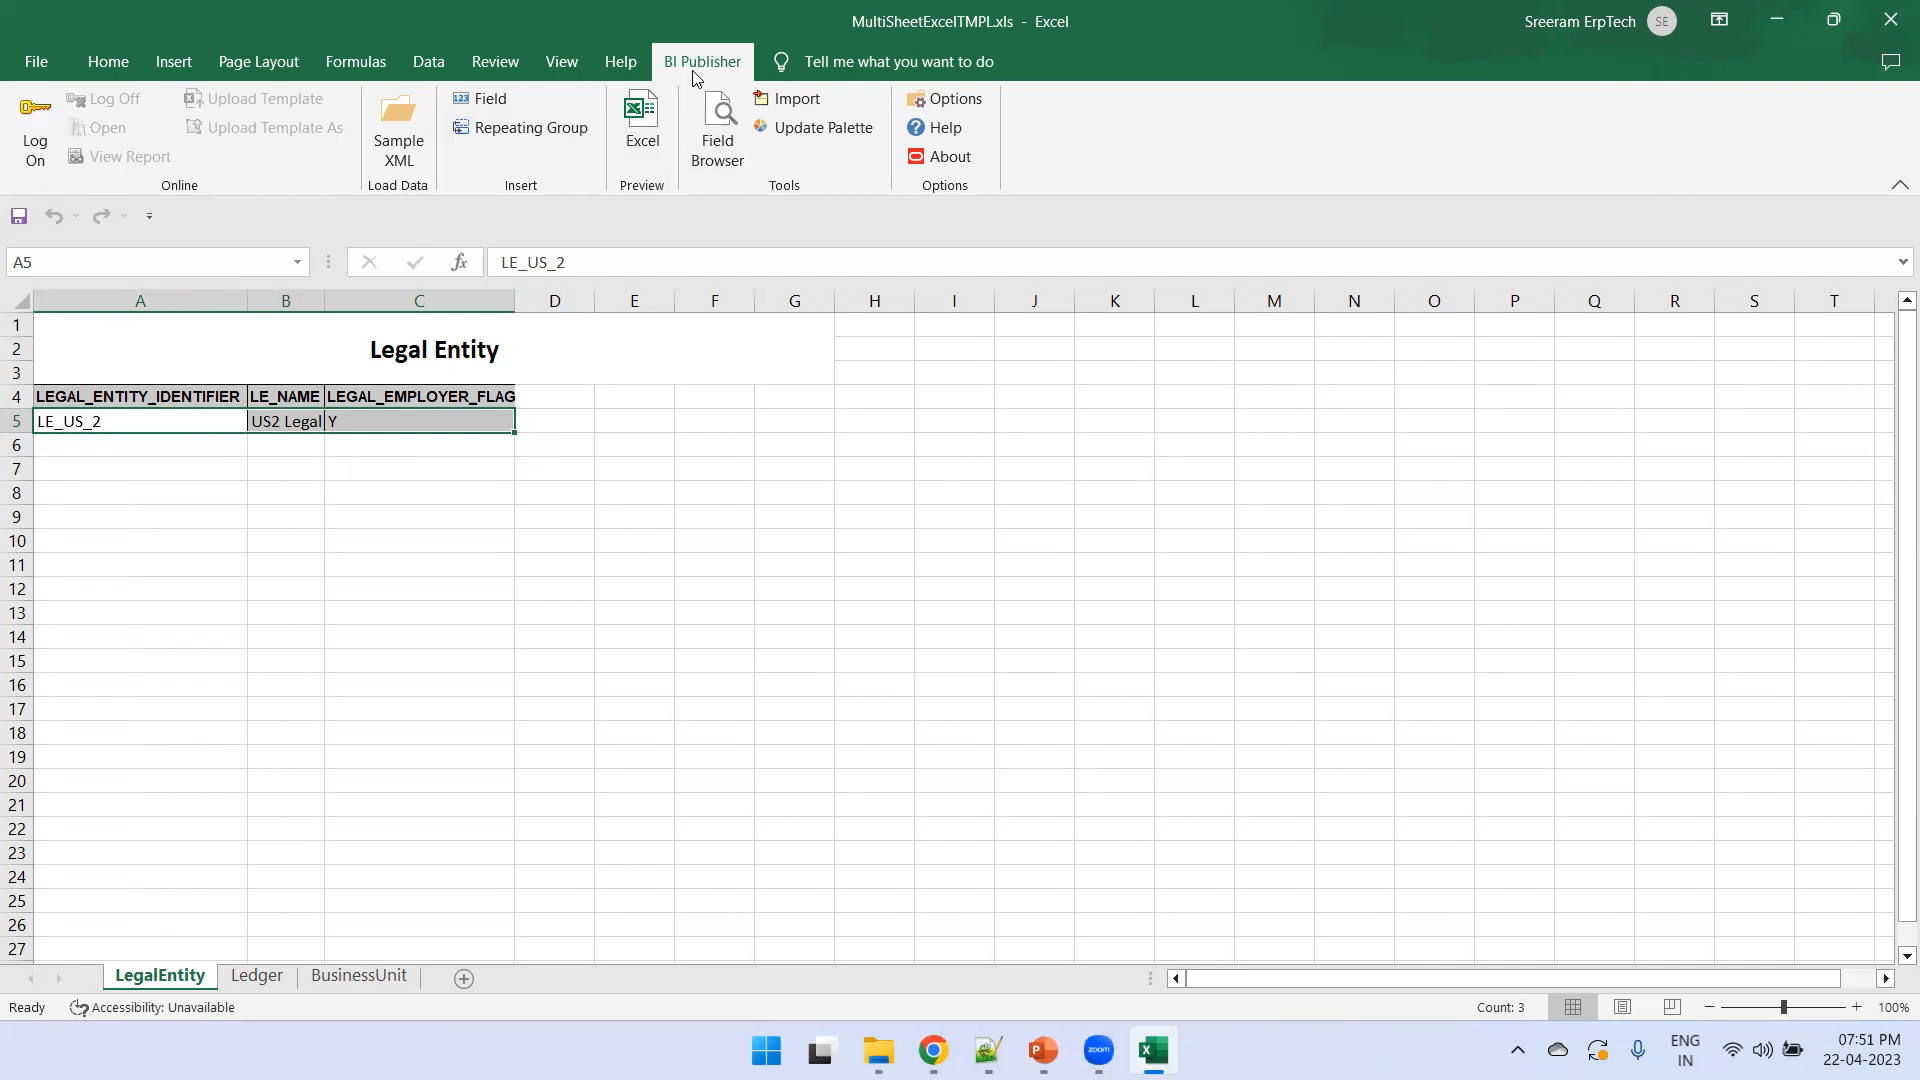 MultiSheetExcelTMPL.xls - Excel
Sreeram ErpTech SE
File Home Insert Page Layout Formulas Data Review View Help BI Publisher Tell me what you want to do
Log On
Log Off
Open
View Report
Upload Template
Upload Template As
Online
Sample XML
Load Data
Field
Repeating Group
Insert
Excel
Preview
Field Browser
Import
Update Palette
Tools
Options
Help
About
Options
A5 fx LE_US_2
A B C D E F G H I J K L M N O P Q R S T
1
2 Legal Entity
3
4 LEGAL_ENTITY_IDENTIFIER LE_NAME LEGAL_EMPLOYER_FLAG
5 LE_US_2 US2 Legal Y
6
7
8
9
10
11
12
13
14
15
16
17
18
19
20
21
22
23
24
25
26
27
LegalEntity Ledger BusinessUnit
Ready Accessibility: Unavailable Count: 3 100%
zoom
ENG
IN
07:51 PM
22-04-2023